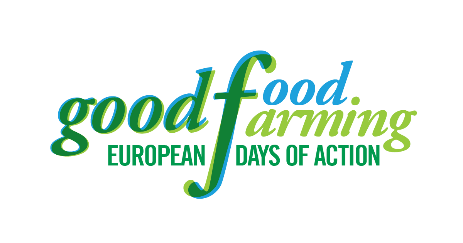 good food
farming
EUROPEAN DAYS OF ACTION